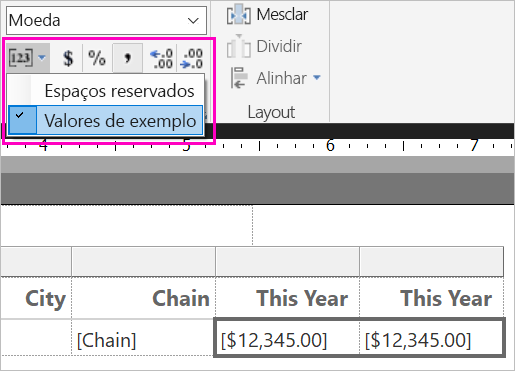 Moeda
Mesclar
[123] $ % , ←.0 .00 .00 →.0
Dividir
Espaços reservados
Alinhar
Valores de exemplo
Layout
4 5 6 7
City Chain This Year This Year
[Chain] [$12,345.00] [$12,345.00]